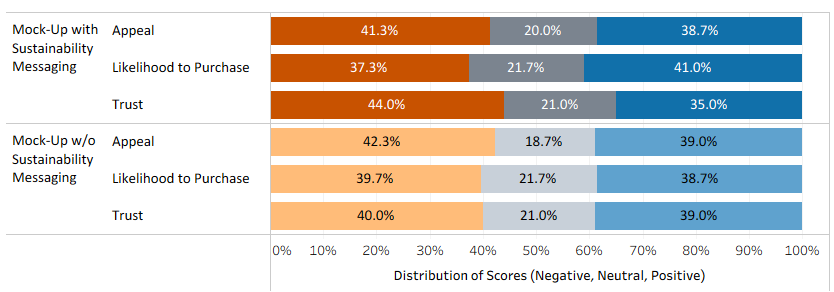 Mock-Up with
Sustainability
Messaging
Appeal
41.3% 20.0% 38.7%
Likelihood to Purchase
37.3% 21.7% 41.0%
Trust
44.0% 21.0% 35.0%
Mock-Up w/o
Sustainability
Messaging
Appeal
42.3% 18.7% 39.0%
Likelihood to Purchase
39.7% 21.7% 38.7%
Trust
40.0% 21.0% 39.0%
0% 10% 20% 30% 40% 50% 60% 70% 80% 90% 100%
Distribution of Scores (Negative, Neutral, Positive)